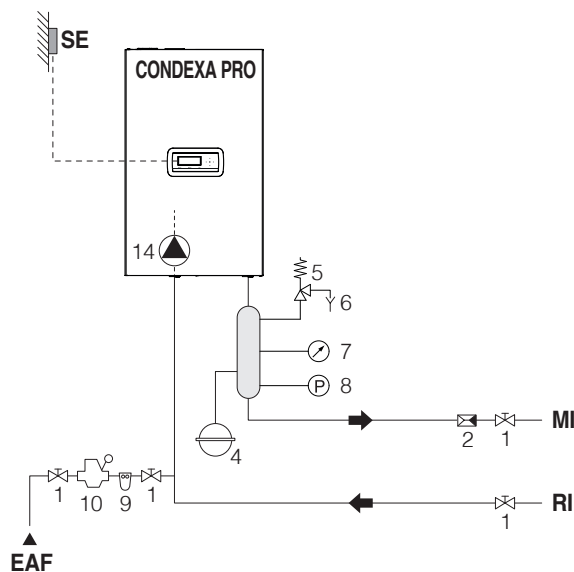 SE
CONDEXA PRO
14
5
6
7
P 8
4
2 1 MI
1 10 9 1
1 RI
EAF